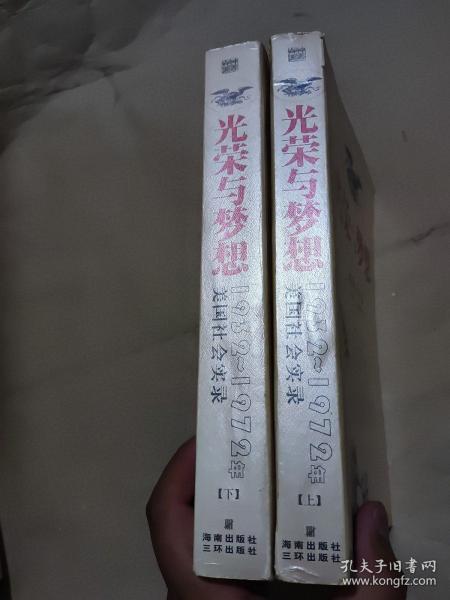 光荣与梦想
1932~1972年
美国社会实录
【下】
海南出版社
三环出版社
光荣与梦想
1932~1972年
美国社会实录
【上】
海南出版社
三环出版社
孔夫子旧书网
www.kongfz.com